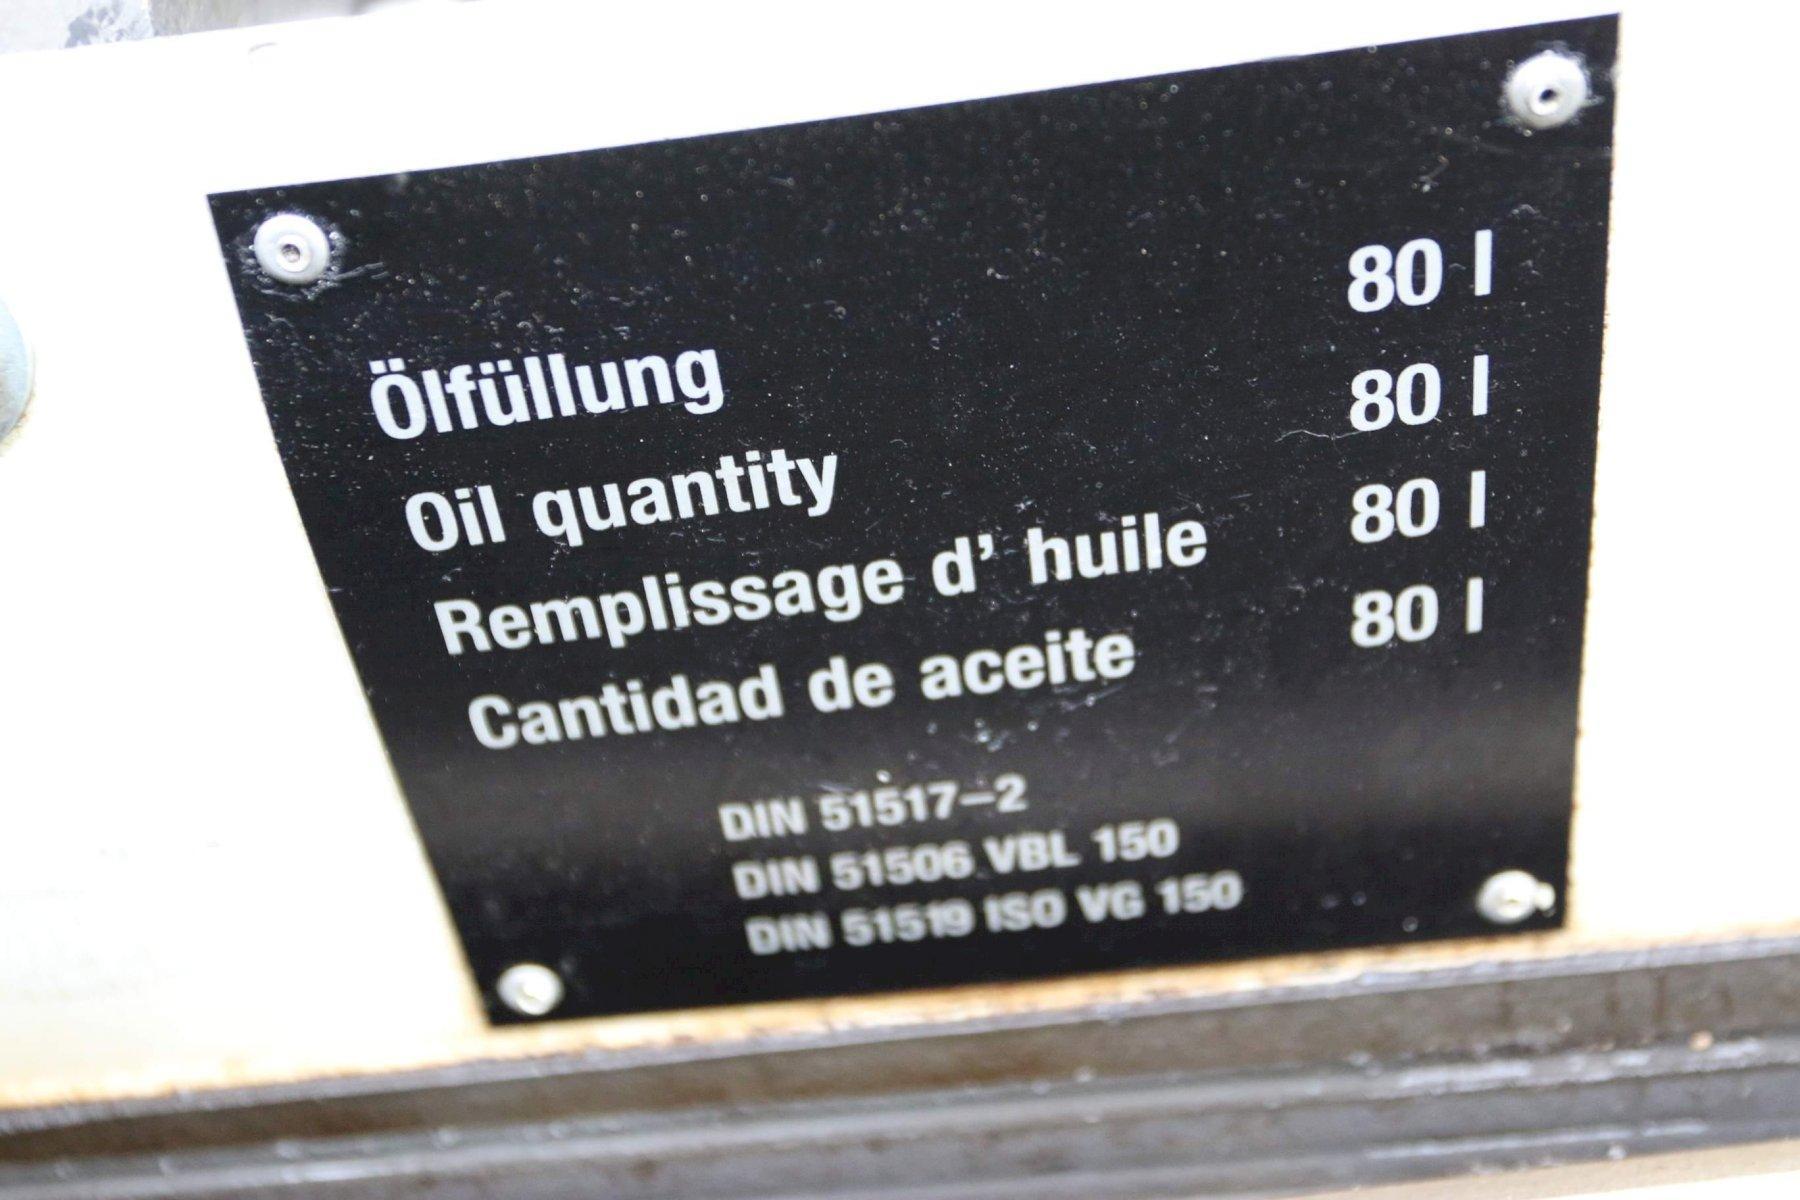 Ölfüllung 80 l
Oil quantity 80 l
Remplissage d' huile 80 l
Cantidad de aceite 80 l
DIN 51517-2
DIN 51506 VBL 150
DIN 51519 ISO VG 150